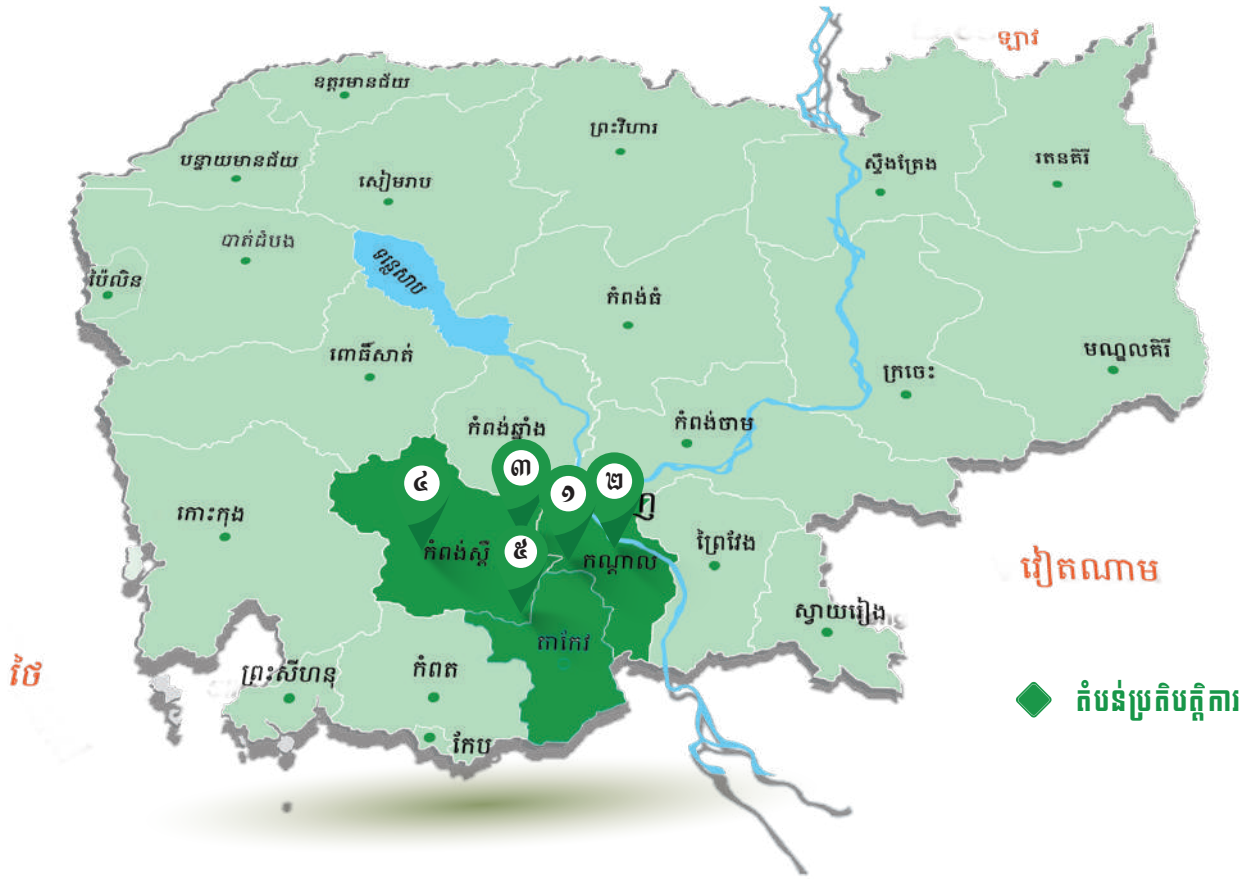 ឡាវ
ឧត្តរមានជ័យ
ព្រះវិហារ
បន្ទាយមានជ័យ
ស្ទឹងត្រែង
រតនគិរី
សៀមរាប
បាត់ដំបង
ទន្លេសាប
ប៉ៃលិន
កំពង់ធំ
ពោធិ៍សាត់
មណ្ឌលគិរី
ក្រចេះ
កំពង់ឆ្នាំង
កំពង់ចាម
៣
២
៤
១
កោះកុង
ព្រៃវែង
កំពង់ស្ពឺ
៥
កណ្តាល
វៀតណាម
ស្វាយរៀង
តាកែវ
ថៃ
ព្រះសីហនុ
កំពត
តំបន់ប្រតិបត្តិការ
កែប